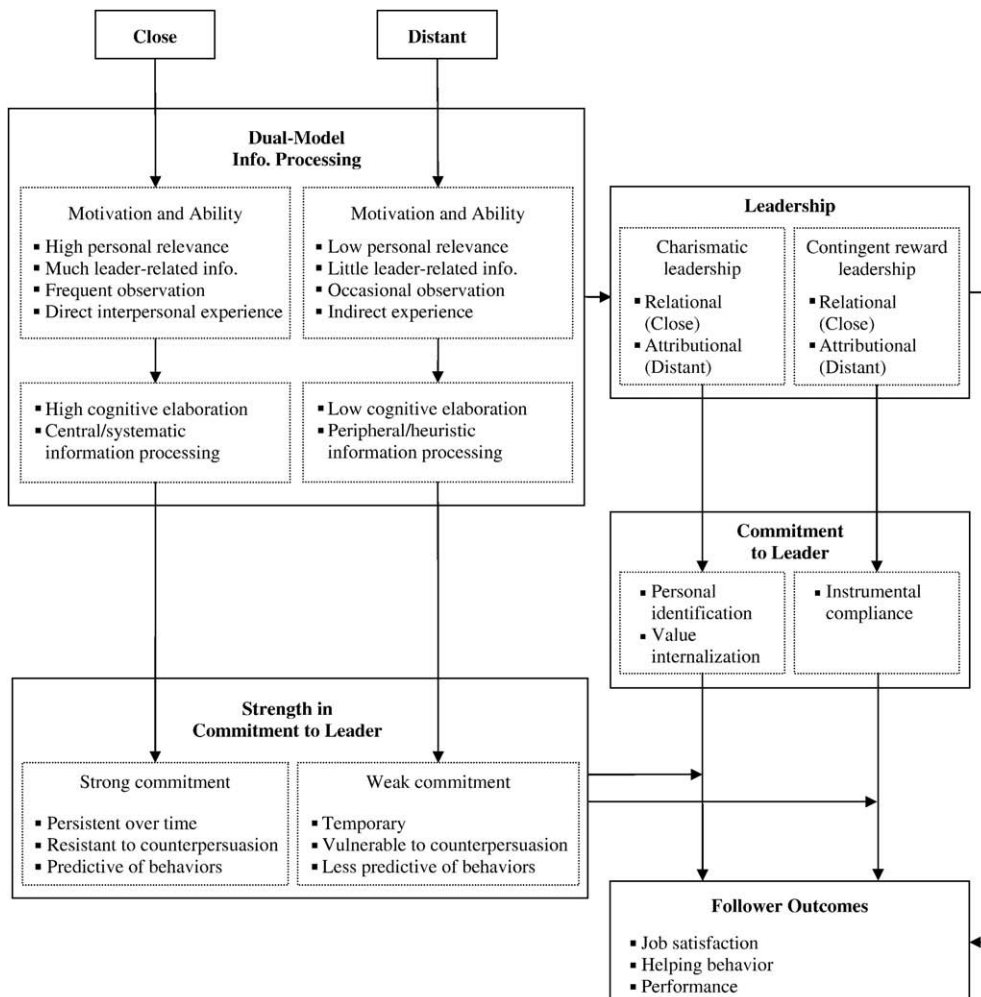 Close
Distant
Dual-Model
Info. Processing
Motivation and Ability
▪ High personal relevance
▪ Much leader-related info.
▪ Frequent observation
▪ Direct interpersonal experience
Motivation and Ability
▪ Low personal relevance
▪ Little leader-related info.
▪ Occasional observation
▪ Indirect experience
▪ High cognitive elaboration
▪ Central/systematic
information processing
▪ Low cognitive elaboration
▪ Peripheral/heuristic
information processing
Leadership
Charismatic
leadership
▪ Relational
(Close)
▪ Attributional
(Distant)
Contingent reward
leadership
▪ Relational
(Close)
▪ Attributional
(Distant)
Commitment
to Leader
▪ Personal
identification
▪ Value
internalization
▪ Instrumental
compliance
Strength in
Commitment to Leader
Strong commitment
▪ Persistent over time
▪ Resistant to counterpersuasion
▪ Predictive of behaviors
Weak commitment
▪ Temporary
▪ Vulnerable to counterpersuasion
▪ Less predictive of behaviors
Follower Outcomes
▪ Job satisfaction
▪ Helping behavior
▪ Performance